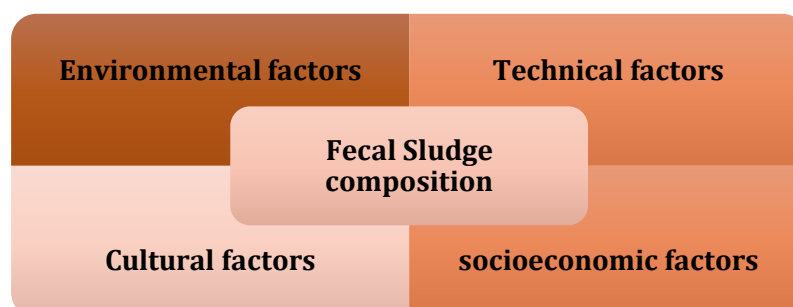 Environmental factors
Technical factors
Fecal Sludge
composition
Cultural factors
socioeconomic factors